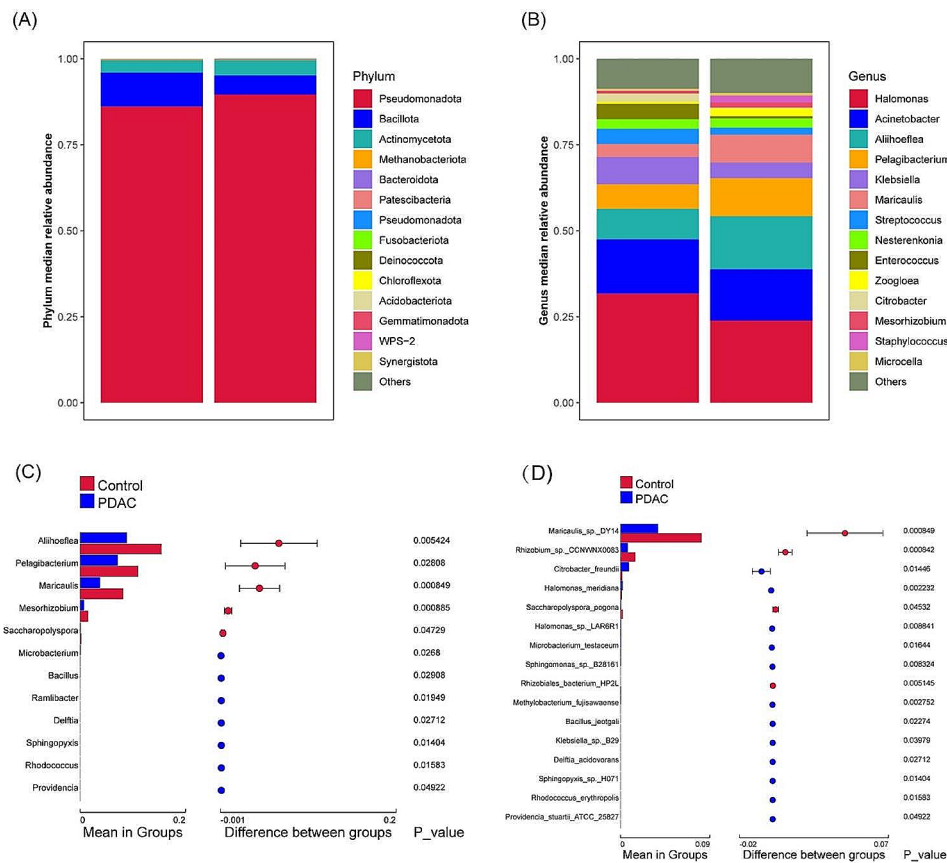 (A)
Phylum median relative abundance
1.00
0.75
0.50
0.25
0.00
Phylum
Pseudomonadota
Bacillota
Actinomycetota
Methanobacteriota
Bacteroidota
Patescibacteria
Pseudomonadota
Fusobacteriota
Deinococcota
Chloroflexota
Acidobacteriota
Gemmatimonadota
WPS-2
Synergistota
Others
(B)
Genus median relative abundance
1.00
0.75
0.50
0.25
0.00
Genus
Halomonas
Acinetobacter
Aliihoeflea
Pelagibacterium
Klebsiella
Maricaulis
Streptococcus
Nesterenkonia
Enterococcus
Zoogloea
Citrobacter
Mesorhizobium
Staphylococcus
Microcella
Others
(C)
Control
PDAC
Aliihoeflea 0.005424
Pelagibacterium 0.02808
Maricaulis 0.000849
Mesorhizobium 0.000885
Saccharopolyspora 0.04729
Microbacterium 0.0268
Bacillus 0.02908
Ramlibacter 0.01949
Delftia 0.02712
Sphingopyxis 0.01404
Rhodococcus 0.01583
Providencia 0.04922
0 0.2 -0.001 0.2
Mean in Groups Difference between groups P_value
(D)
Control
PDAC
Maricaulis_sp._DY14 0.000849
Rhizobium_sp._CCNWNX0083 0.000842
Citrobacter_freundii 0.01446
Halomonas_meridiana 0.002232
Saccharopolyspora_pogona 0.04532
Halomonas_sp._LAR6R1 0.008841
Microbacterium_testaceum 0.01644
Sphingomonas_sp._B28161 0.008324
Rhizobiales_bacterium_HP2L 0.005145
Methylobacterium_fujisawaense 0.002752
Bacillus_jeotgali 0.02274
Klebsiella_sp._B29 0.03979
Delftia_acidovorans 0.02712
Sphingopyxis_sp._H071 0.01404
Rhodococcus_erythropolis 0.01583
Providencia_stuartii_ATCC_25827 0.04922
0 0.09 -0.02 0.07
Mean in Groups Difference between groups P_value